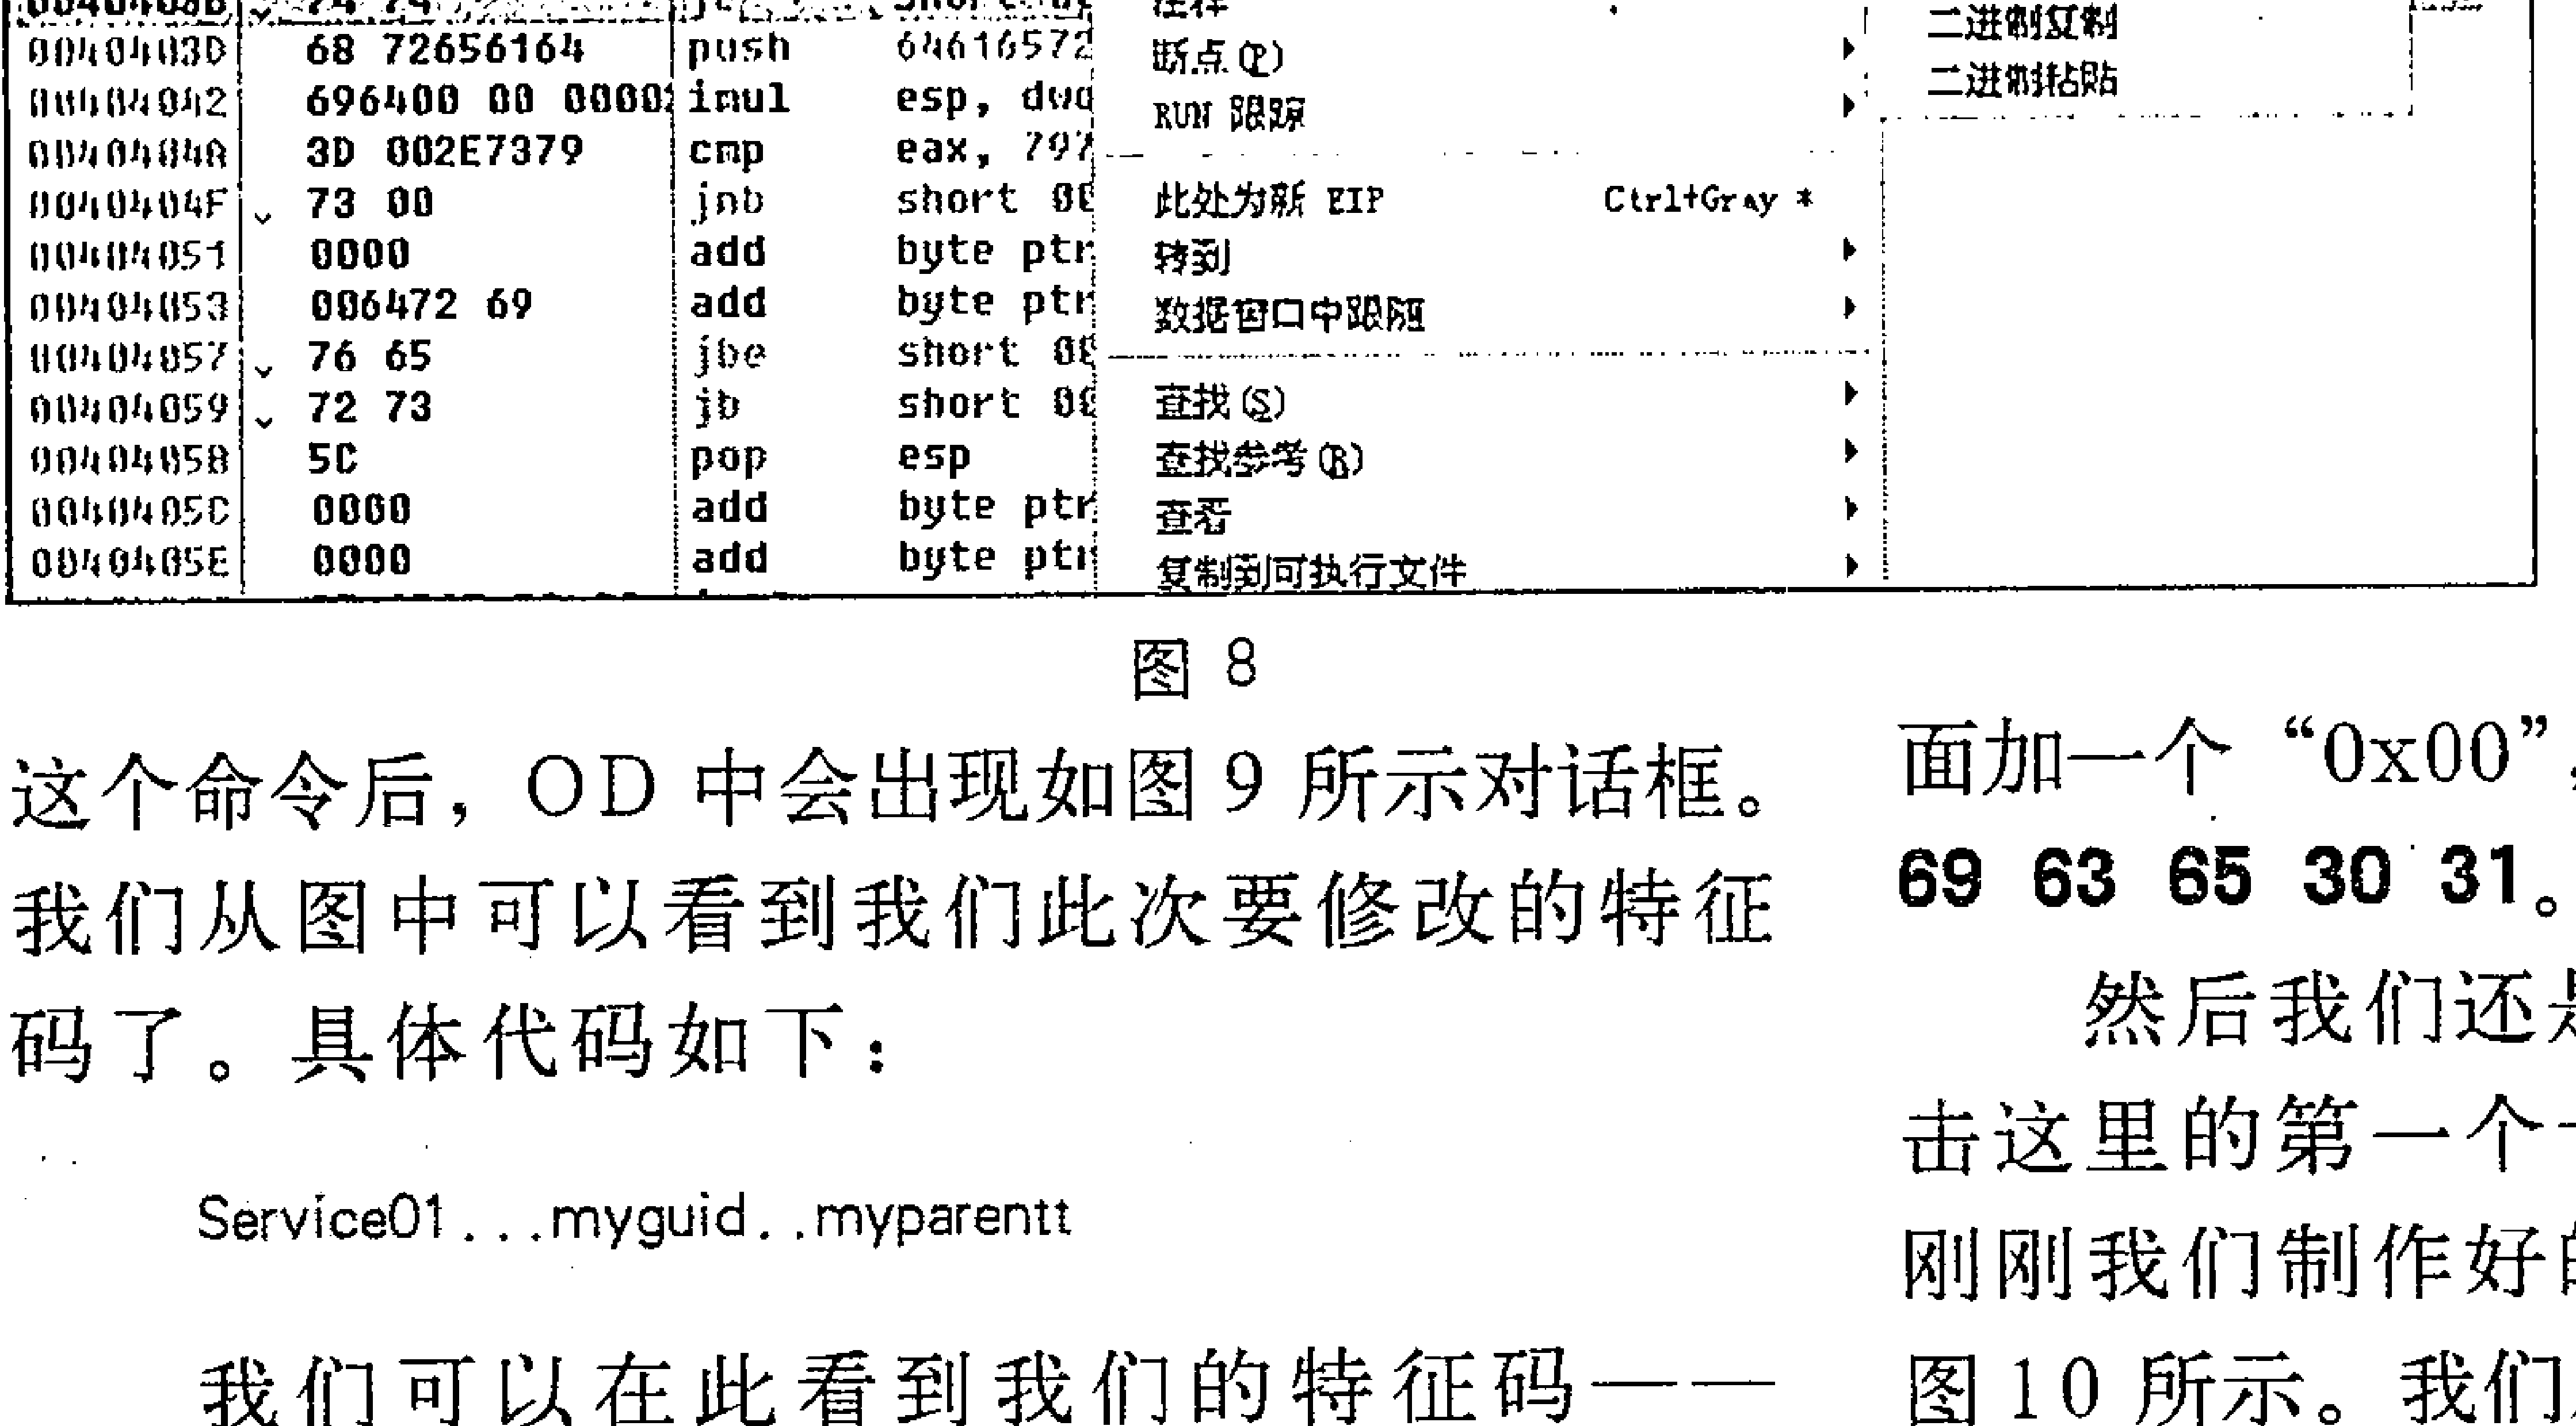 0040403D 68 72656164 push 64616572
00404042 696400 00 0000 imul esp, dwo
0040404A 3D 002E7379 cmp eax, 797
0040404F 73 00 jnb short 00
00404051 0000 add byte ptr
00404053 006472 69 add byte ptr
00404057 76 65 jbe short 00
00404059 72 73 jb short 00
0040405B 5C pop esp
0040405C 0000 add byte ptr
0040405E 0000 add byte ptr
注释
断点(P)
RUN 跟踪
此处为新 EIP Ctrl+Gray *
转到
数据窗口中跟随
查找(S)
查找参考(R)
查看
复制到可执行文件
二进制复制
二进制粘贴
图 8
这个命令后，OD 中会出现如图 9 所示对话框。
我们从图中可以看到我们此次要修改的特征
码了。具体代码如下：
Service01...myguid..myparentt
我们可以在此看到我们的特征码——
面加一个“0x00”，
69 63 65 30 31。
然后我们还是
击这里的第一个
刚刚我们制作好的
图 10 所示。我们